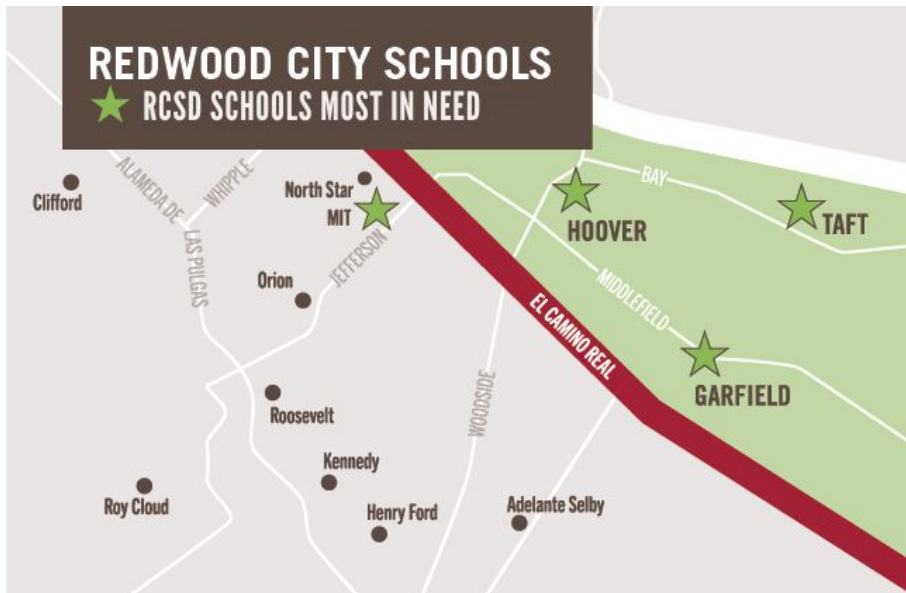 REDWOOD CITY SCHOOLS
RCSD SCHOOLS MOST IN NEED
ALAMEDA DE
LAS PULGAS
WHIPPLE
Clifford
North Star
MIT
JEFFERSON
Orion
HOOVER
BAY
TAFT
MIDDLEFIELD
EL CAMINO REAL
GARFIELD
WOODSIDE
Roosevelt
Kennedy
Roy Cloud
Henry Ford
Adelante Selby